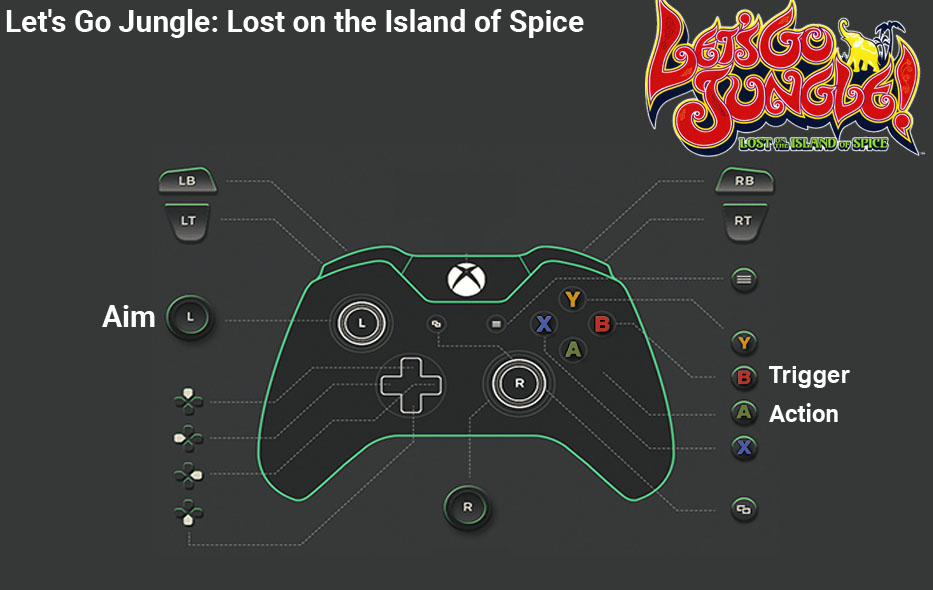 Let's Go Jungle: Lost on the Island of Spice
LET'S GO
JUNGLE!
LOST ON THE ISLAND OF SPICE
LB
RB
LT
RT
Y
Aim
L
L
X
B
A
Y
R
B
Trigger
A
Action
X
R